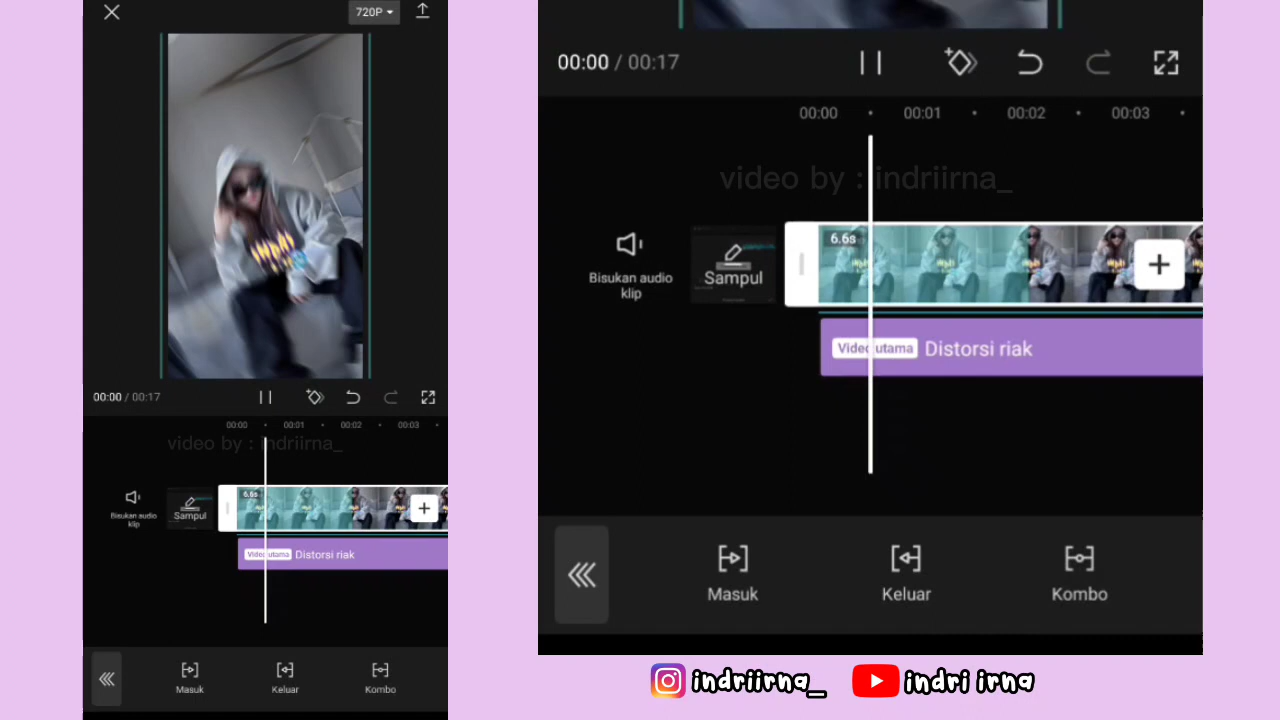 720P
00:00 / 00:17
00:00 00:01 00:02 00:03
video by : indriirna_
Bisukan audio
klip
Sampul
6.6s
Video utama Distorsi riak
Masuk Keluar Kombo
00:00 / 00:17
00:00 00:01 00:02 00:03
video by : indriirna_
Bisukan audio
klip
Sampul
6.6s
Video utama Distorsi riak
Masuk Keluar Kombo
indriirna_ indri irna